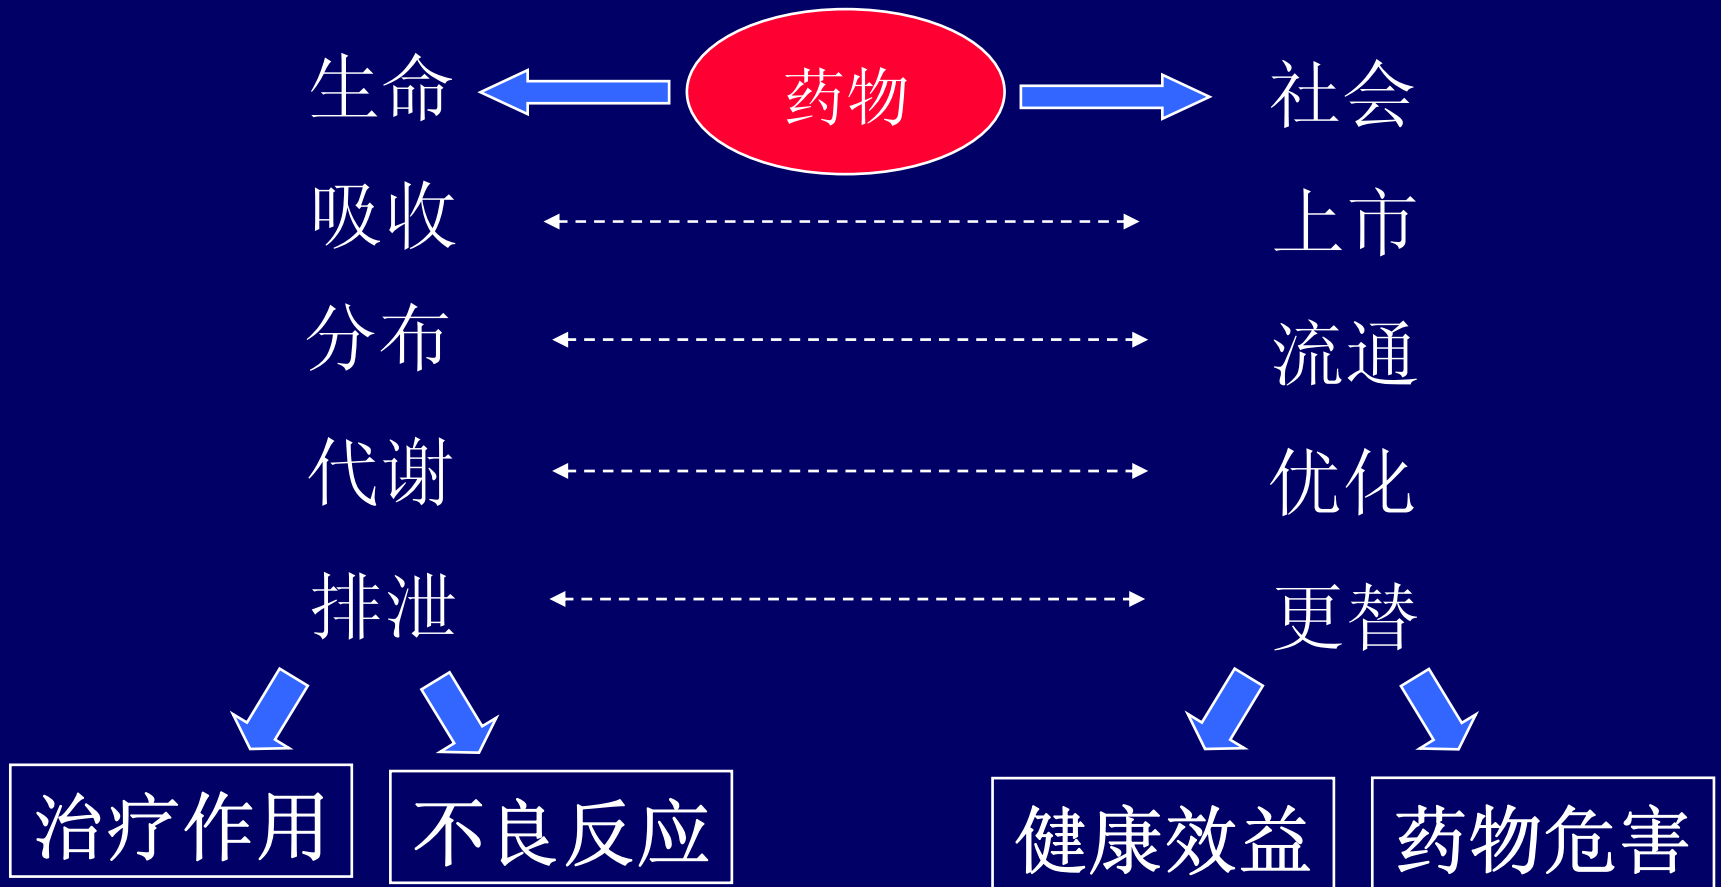 生命
药物
社会
吸收
上市
分布
流通
代谢
优化
排泄
更替
治疗作用
不良反应
健康效益
药物危害